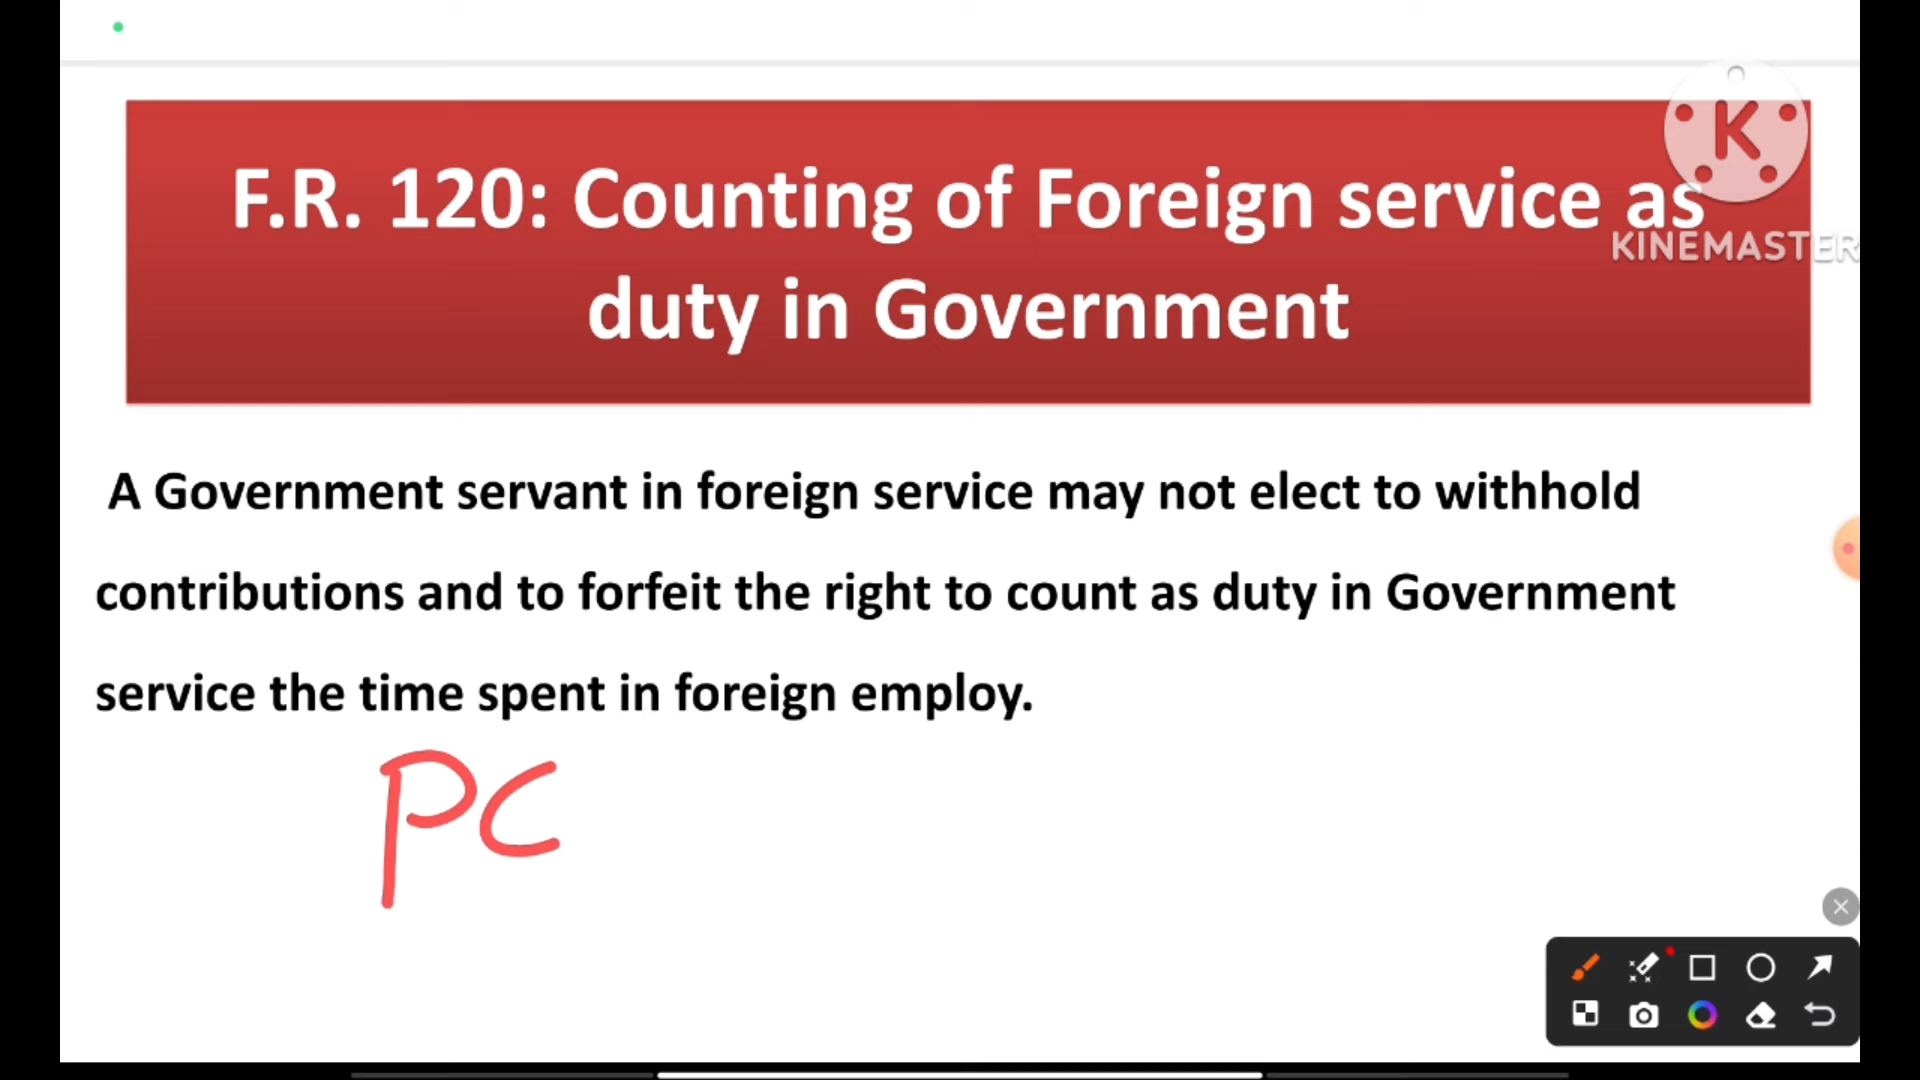 F.R. 120: Counting of Foreign service as
duty in Government
K
KINEMASTER
A Government servant in foreign service may not elect to withhold
contributions and to forfeit the right to count as duty in Government
service the time spent in foreign employ.
PC